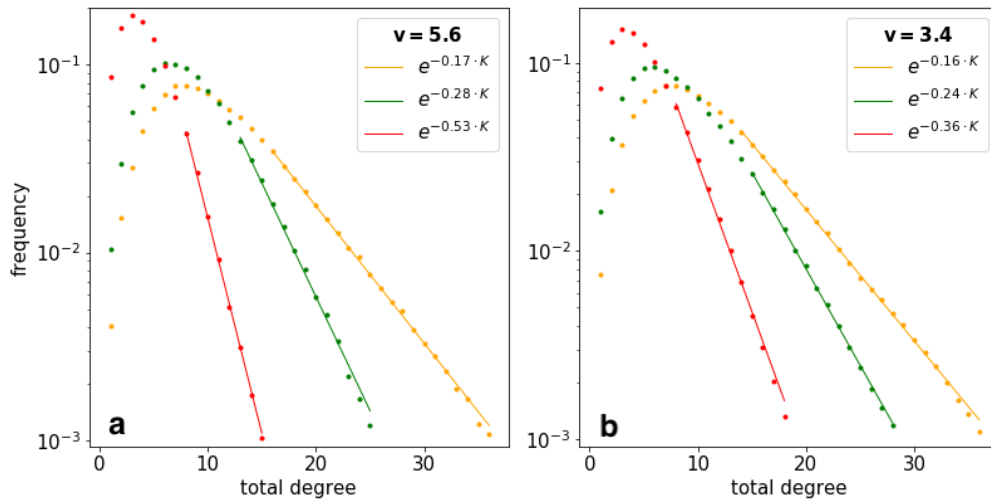 v = 5.6
e^{-0.17·K}
e^{-0.28·K}
e^{-0.53·K}
frequency
10^{-1}
10^{-2}
10^{-3}
a
0 10 20 30
total degree
v = 3.4
e^{-0.16·K}
e^{-0.24·K}
e^{-0.36·K}
10^{-1}
10^{-2}
10^{-3}
b
0 10 20 30
total degree